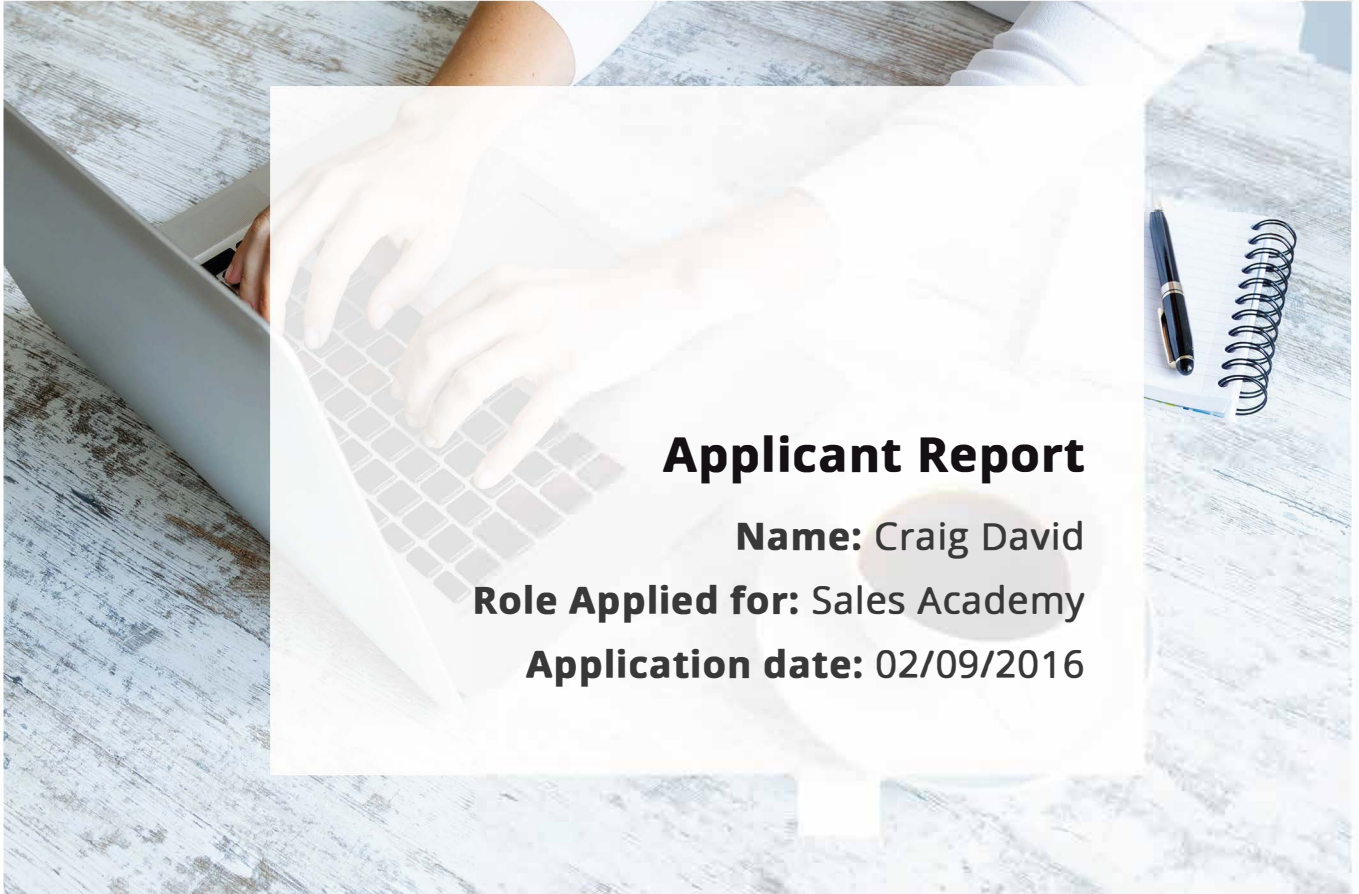 Applicant Report
Name: Craig David
Role Applied for: Sales Academy
Application date: 02/09/2016